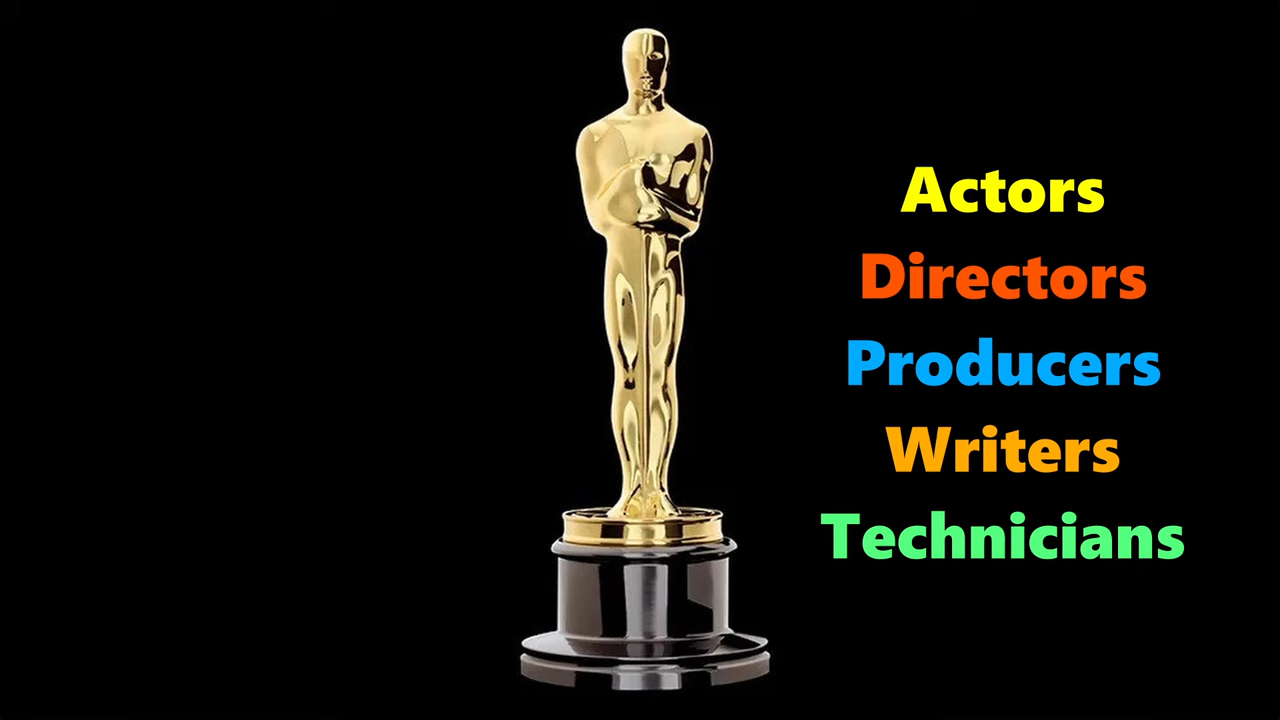 Actors
Directors
Producers
Writers
Technicians